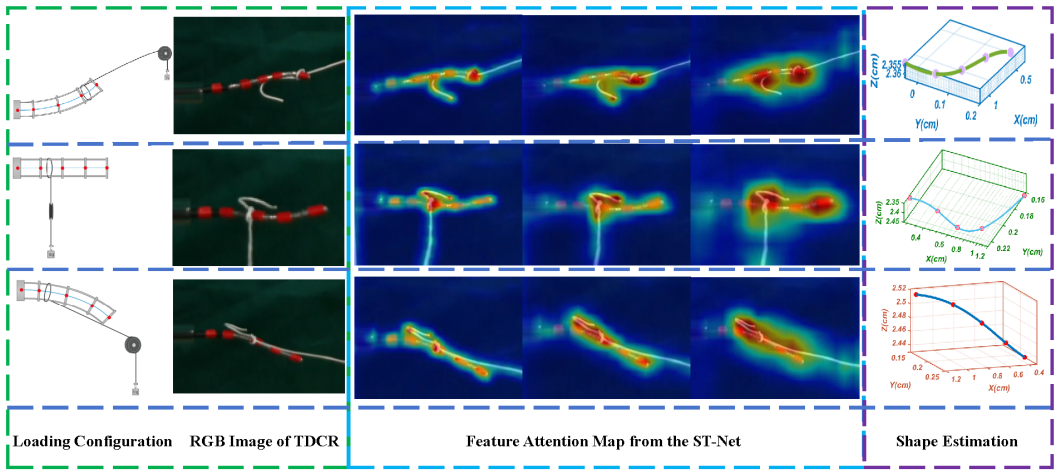 Z(cm)
2.355
2.36
0
0.1
0.2
Y(cm)
1
0.5
X(cm)
Z(cm)
2.35
2.4
2.45
0.4
0.6
0.8
1
1.2
X(cm)
0.16
0.18
0.2
0.22
Y(cm)
Z(cm)
2.52
2.5
2.48
2.46
2.44
0.15
0.2
0.25
Y(cm)
1.2
1
0.8
0.6
0.4
X(cm)
Loading Configuration
RGB Image of TDCR
Feature Attention Map from the ST-Net
Shape Estimation